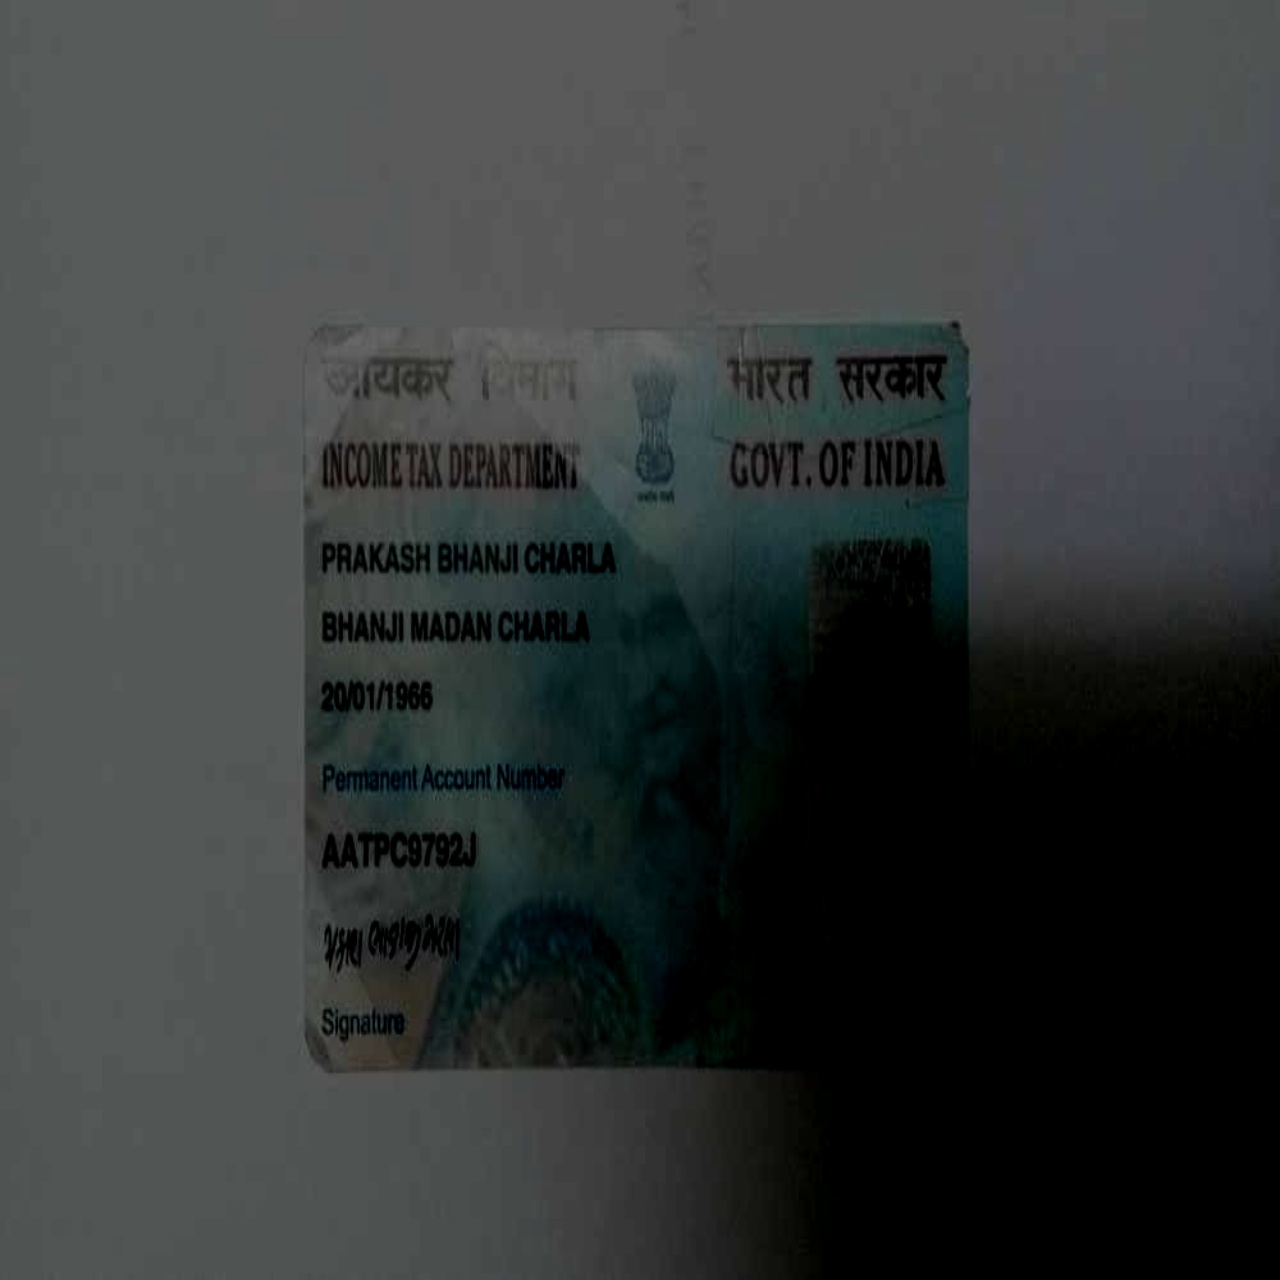 आयकर विभाग भारत सरकार
INCOME TAX DEPARTMENT GOVT. OF INDIA
PRAKASH BHANJI CHARLA
BHANJI MADAN CHARLA
20/01/1966
Permanent Account Number
AATPC9792J
Signature